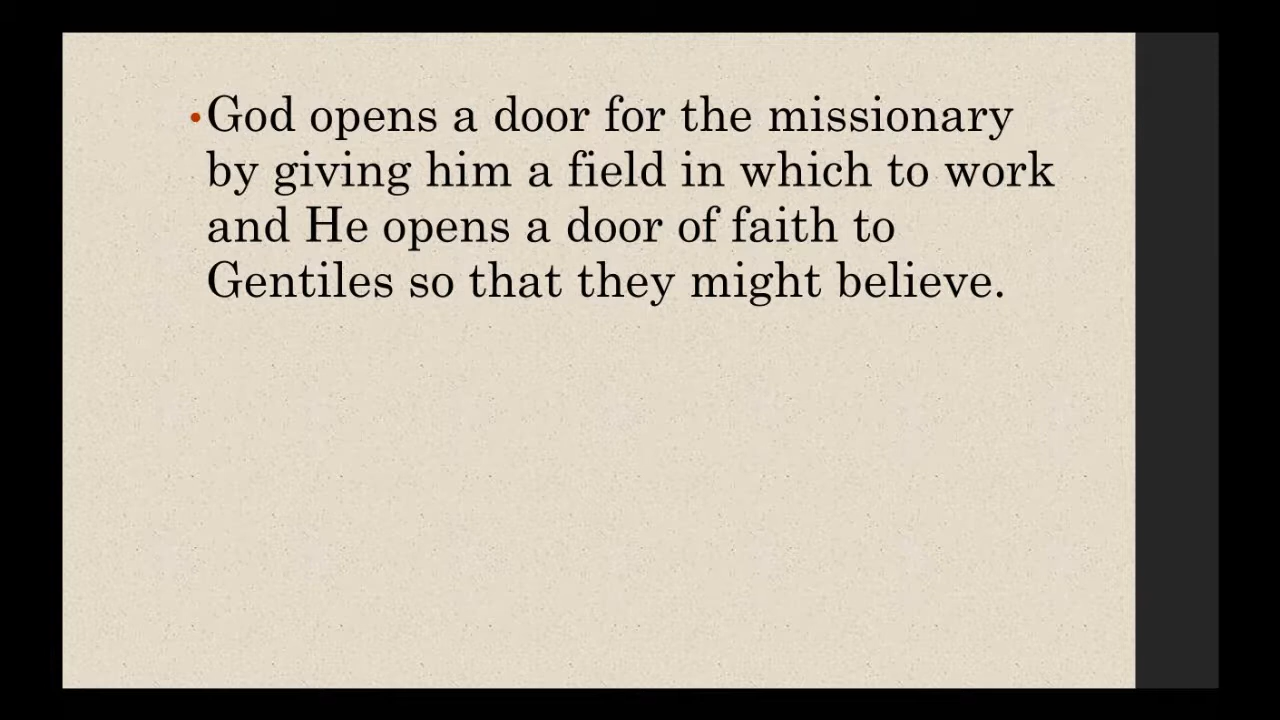 •God opens a door for the missionary
by giving him a field in which to work
and He opens a door of faith to
Gentiles so that they might believe.